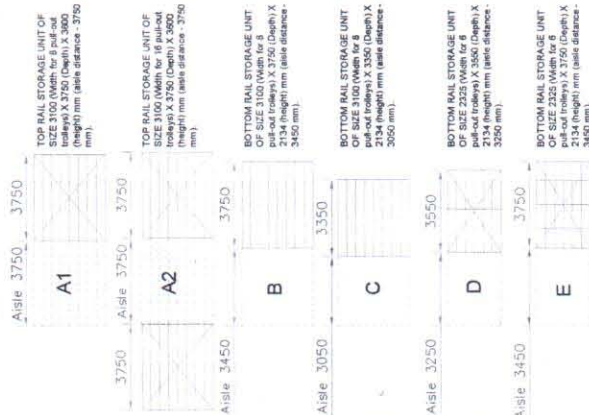 TOP RAIL STORAGE UNIT OF
SIZE 3100 (Width for 8 pull-out
trolleys) X 3750 (Depth) X 3600
(height) mm (aisle distance - 3750
mm).
3750
Aisle 3750
A1
TOP RAIL STORAGE UNIT OF
SIZE 3100 (Width for 16 pull-out
trolleys) X 3750 (Depth) X 3600
(height) mm (aisle distance - 3750
mm).
3750
Aisle 3750
3750
A2
BOTTOM RAIL STORAGE UNIT
OF SIZE 3100 (Width for 8
pull-out trolleys) X 3750 (Depth) X
2134 (height) mm (aisle distance -
3450 mm).
3750
Aisle 3450
B
BOTTOM RAIL STORAGE UNIT
OF SIZE 3100 (Width for 8
pull-out trolleys) X 3350 (Depth) X
2134 (height) mm (aisle distance -
3050 mm).
3350
Aisle 3050
C
BOTTOM RAIL STORAGE UNIT
OF SIZE 2325 (Width for 6
pull-out trolleys) X 3550 (Depth) X
2134 (height) mm (aisle distance -
3250 mm).
3550
Aisle 3250
D
BOTTOM RAIL STORAGE UNIT
OF SIZE 2325 (Width for 6
pull-out trolleys) X 3750 (Depth) X
2134 (height) mm (aisle distance -
3450 mm).
3750
Aisle 3450
E